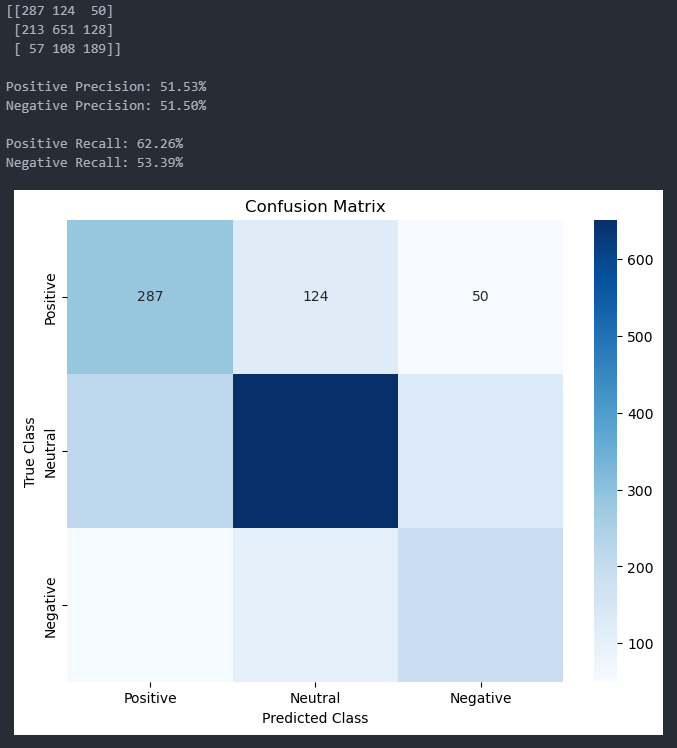 [[287 124  50]
 [213 651 128]
 [ 57 108 189]]
Positive Precision: 51.53%
Negative Precision: 51.50%
Positive Recall: 62.26%
Negative Recall: 53.39%
Confusion Matrix
True Class
Positive
287
124
50
Neutral
Negative
Positive
Neutral
Negative
Predicted Class
600
500
400
300
200
100